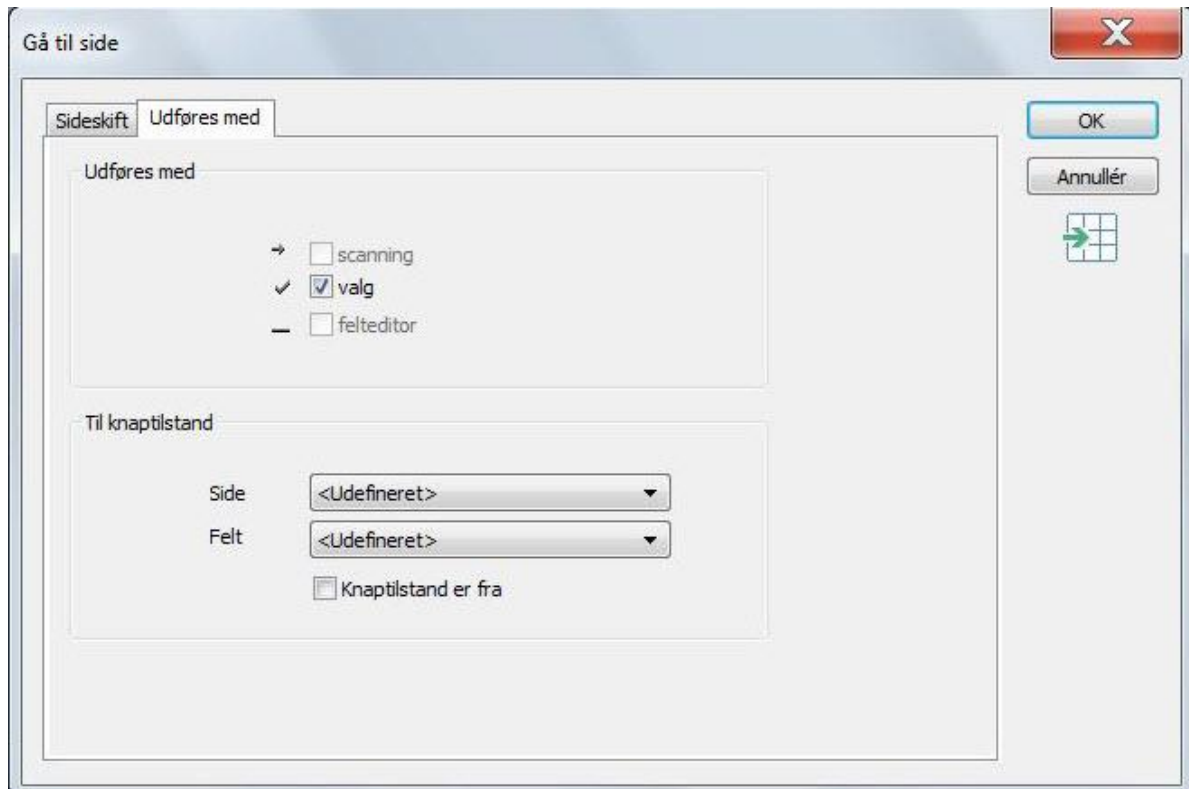 Gå til side
Sideskift
Udføres med
OK
Annullér
Udføres med
scanning
valg
felteditor
Til knaptilstand
Side
<Udefineret>
Felt
<Udefineret>
Knaptilstand er fra